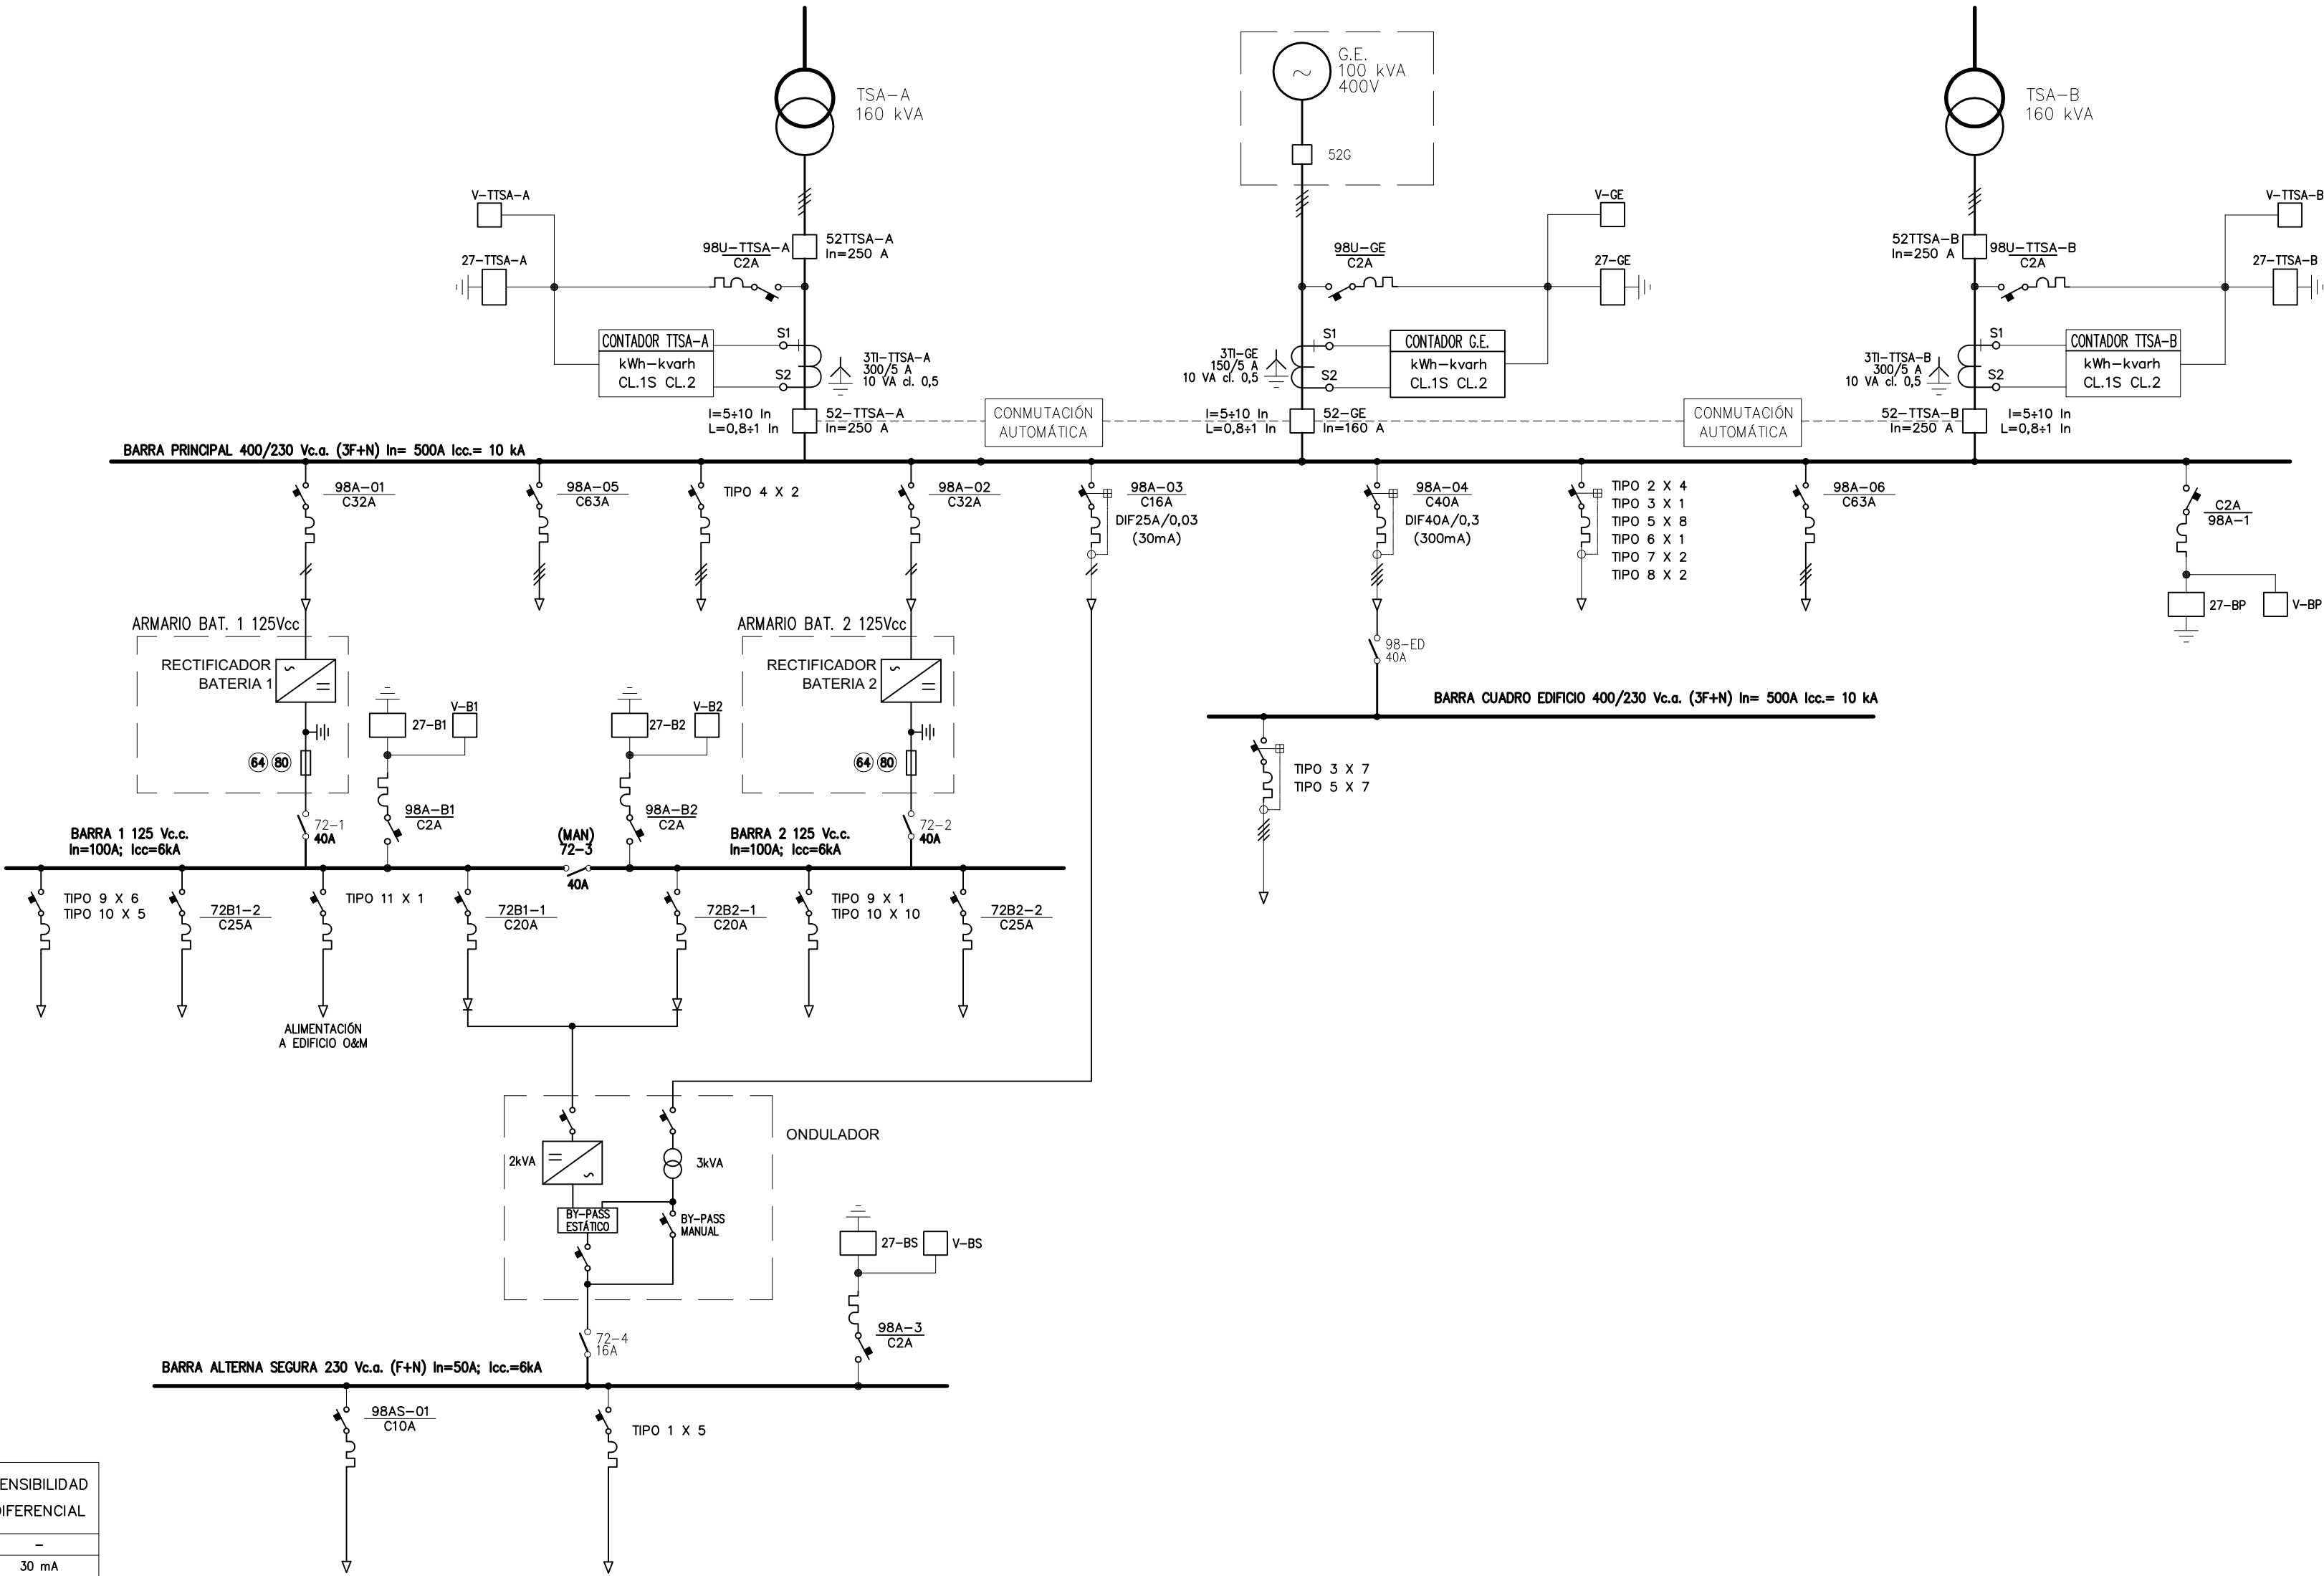 TSA-A
160 kVA
G.E.
100 kVA
400V
52G
TSA-B
160 kVA
V-TTSA-A
27-TTSA-A
98U-TTSA-A
C2A
52TTSA-A
In=250 A
CONTADOR TTSA-A
kWh-kvarh
CL.1S CL.2
S1
S2
3TI-TTSA-A
300/5 A
10 VA cl. 0,5
I=5÷10 In
L=0,8÷1 In
52-TTSA-A
In=250 A
CONMUTACIÓN
AUTOMÁTICA
98U-GE
C2A
V-GE
27-GE
3TI-GE
150/5 A
10 VA cl. 0,5
S1
S2
CONTADOR G.E.
kWh-kvarh
CL.1S CL.2
I=5÷10 In
L=0,8÷1 In
52-GE
In=160 A
CONMUTACIÓN
AUTOMÁTICA
52TTSA-B
In=250 A
98U-TTSA-B
C2A
V-TTSA-B
27-TTSA-B
3TI-TTSA-B
300/5 A
10 VA cl. 0,5
S1
S2
CONTADOR TTSA-B
kWh-kvarh
CL.1S CL.2
52-TTSA-B
In=250 A
I=5÷10 In
L=0,8÷1 In
BARRA PRINCIPAL 400/230 Vc.a. (3F+N) In= 500A Icc.= 10 kA
98A-01
C32A
98A-05
C63A
TIPO 4 X 2
98A-02
C32A
98A-03
C16A
DIF25A/0,03
(30mA)
98A-04
C40A
DIF40A/0,3
(300mA)
TIPO 2 X 4
TIPO 3 X 1
TIPO 5 X 8
TIPO 6 X 1
TIPO 7 X 2
TIPO 8 X 2
98A-06
C63A
C2A
98A-1
27-BP
V-BP
ARMARIO BAT. 1 125Vcc
RECTIFICADOR
BATERIA 1
64 80
72-1
40A
27-B1
V-B1
98A-B1
C2A
27-B2
V-B2
98A-B2
C2A
ARMARIO BAT. 2 125Vcc
RECTIFICADOR
BATERIA 2
64 80
72-2
40A
98-ED
40A
BARRA CUADRO EDIFICIO 400/230 Vc.a. (3F+N) In= 500A Icc.= 10 kA
TIPO 3 X 7
TIPO 5 X 7
BARRA 1 125 Vc.c.
In=100A; Icc=6kA
(MAN)
72-3
40A
BARRA 2 125 Vc.c.
In=100A; Icc=6kA
TIPO 9 X 6
TIPO 10 X 5
72B1-2
C25A
TIPO 11 X 1
72B1-1
C20A
72B2-1
C20A
TIPO 9 X 1
TIPO 10 X 10
72B2-2
C25A
ALIMENTACIÓN
A EDIFICIO O&M
ONDULADOR
2kVA
3kVA
BY-PASS
ESTÁTICO
BY-PASS
MANUAL
27-BS
V-BS
98A-3
C2A
72-4
16A
BARRA ALTERNA SEGURA 230 Vc.a. (F+N) In=50A; Icc.=6kA
98AS-01
C10A
TIPO 1 X 5
ENSIBILIDAD
IFERENCIAL
-
30 mA